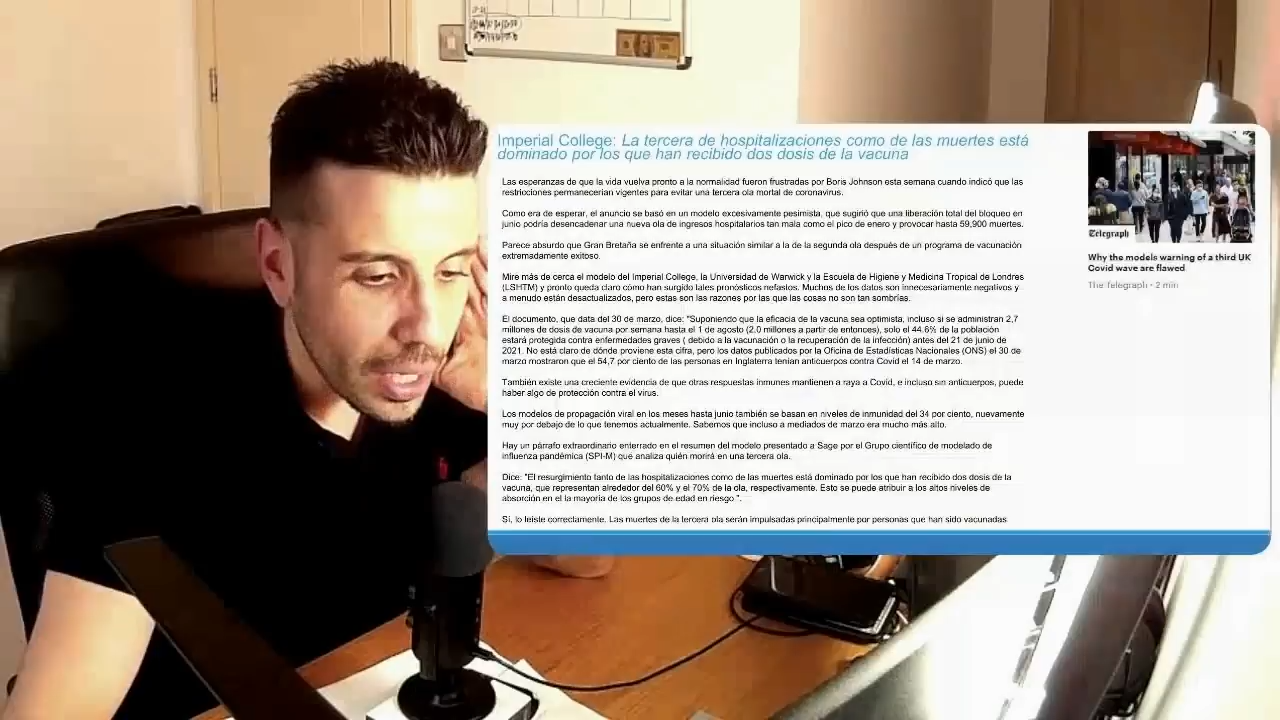 Imperial College: La tercera de hospitalizaciones como de las muertes está
dominado por los que han recibido dos dosis de la vacuna
Las esperanzas de que la vida vuelva pronto a la normalidad fueron frustradas por Boris Johnson esta semana cuando indicó que las
restricciones permanecerían vigentes para evitar una tercera ola mortal de coronavirus.
Como era de esperar, el anuncio se basó en un modelo excesivamente pesimista, que sugirió que una liberación total del bloqueo en
junio podría desencadenar una nueva ola de ingresos hospitalarios tan mala como el pico de enero y provocar hasta 59,900 muertes.
Parece absurdo que Gran Bretaña se enfrente a una situación similar a la de la segunda ola después de un programa de vacunación
extremadamente exitoso.
Mire más de cerca el modelo del Imperial College, la Universidad de Warwick y la Escuela de Higiene y Medicina Tropical de Londres
(LSHTM) y pronto queda claro cómo han surgido tales pronósticos nefastos. Muchos de los datos son innecesariamente negativos y
a menudo están desactualizados, pero estas son las razones por las que las cosas no son tan sombrías.
El documento, que data del 30 de marzo, dice: "Suponiendo que la eficacia de la vacuna sea optimista, incluso si se administran 2,7
millones de dosis de vacuna por semana hasta el 1 de agosto (2,0 millones a partir de entonces), solo el 44,6% de la población
estará protegida contra enfermedades graves ( debido a la vacunación o la recuperación de la infección) antes del 21 de junio de
2021. No está claro de dónde proviene esta cifra, pero los datos publicados por la Oficina de Estadísticas Nacionales (ONS) el 30 de
marzo mostraron que el 54,7 por ciento de las personas en Inglaterra tenían anticuerpos contra Covid el 14 de marzo.
También existe una creciente evidencia de que otras respuestas inmunes mantienen a raya a Covid, e incluso sin anticuerpos, puede
haber algo de protección contra el virus.
Los modelos de propagación viral en los meses hasta junio también se basan en niveles de inmunidad del 34 por ciento, nuevamente
muy por debajo de lo que tenemos actualmente. Sabemos que incluso a mediados de marzo era mucho más alto.
Hay un párrafo extraordinario enterrado en el resumen del modelo presentado a Sage por el Grupo científico de modelado de
influenza pandémica (SPI-M) que analiza quién morirá en una tercera ola.
Dice: "El resurgimiento tanto de las hospitalizaciones como de las muertes está dominado por los que han recibido dos dosis de la
vacuna, que representan alrededor del 60% y el 70% de la ola, respectivamente. Esto se puede atribuir a los altos niveles de
absorción en el la mayoría de los grupos de edad en riesgo ".
Sí, lo leíste correctamente. Las muertes de la tercera ola serán impulsadas principalmente por personas que han sido vacunadas
Telegraph
Why the models warning of a third UK
Covid wave are flawed
The Telegraph · 2 min